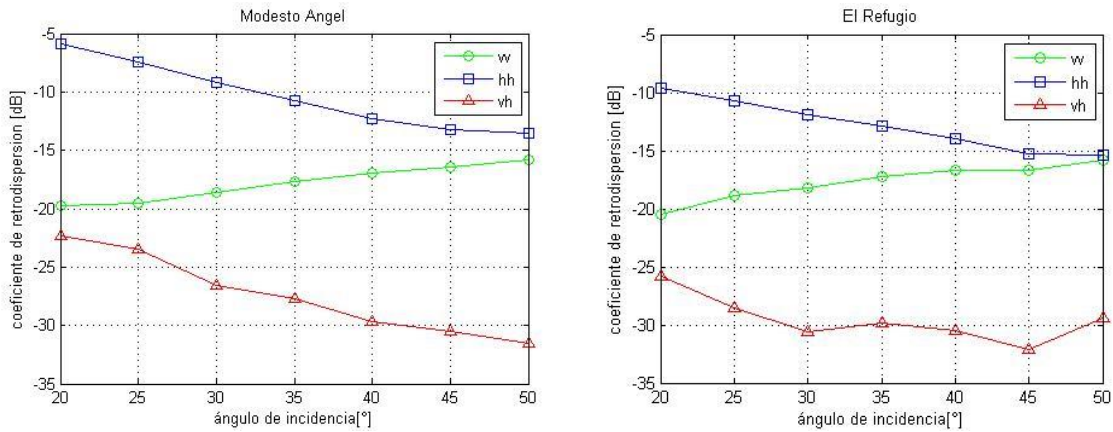 Modesto Angel
coeficiente de retrodispersion [dB]
-5
-10
-15
-20
-25
-30
-35
vv
hh
vh
20 25 30 35 40 45 50
ángulo de incidencia[°]
El Refugio
coeficiente de retrodispersion [dB]
-5
-10
-15
-20
-25
-30
-35
vv
hh
vh
20 25 30 35 40 45 50
ángulo de incidencia[°]